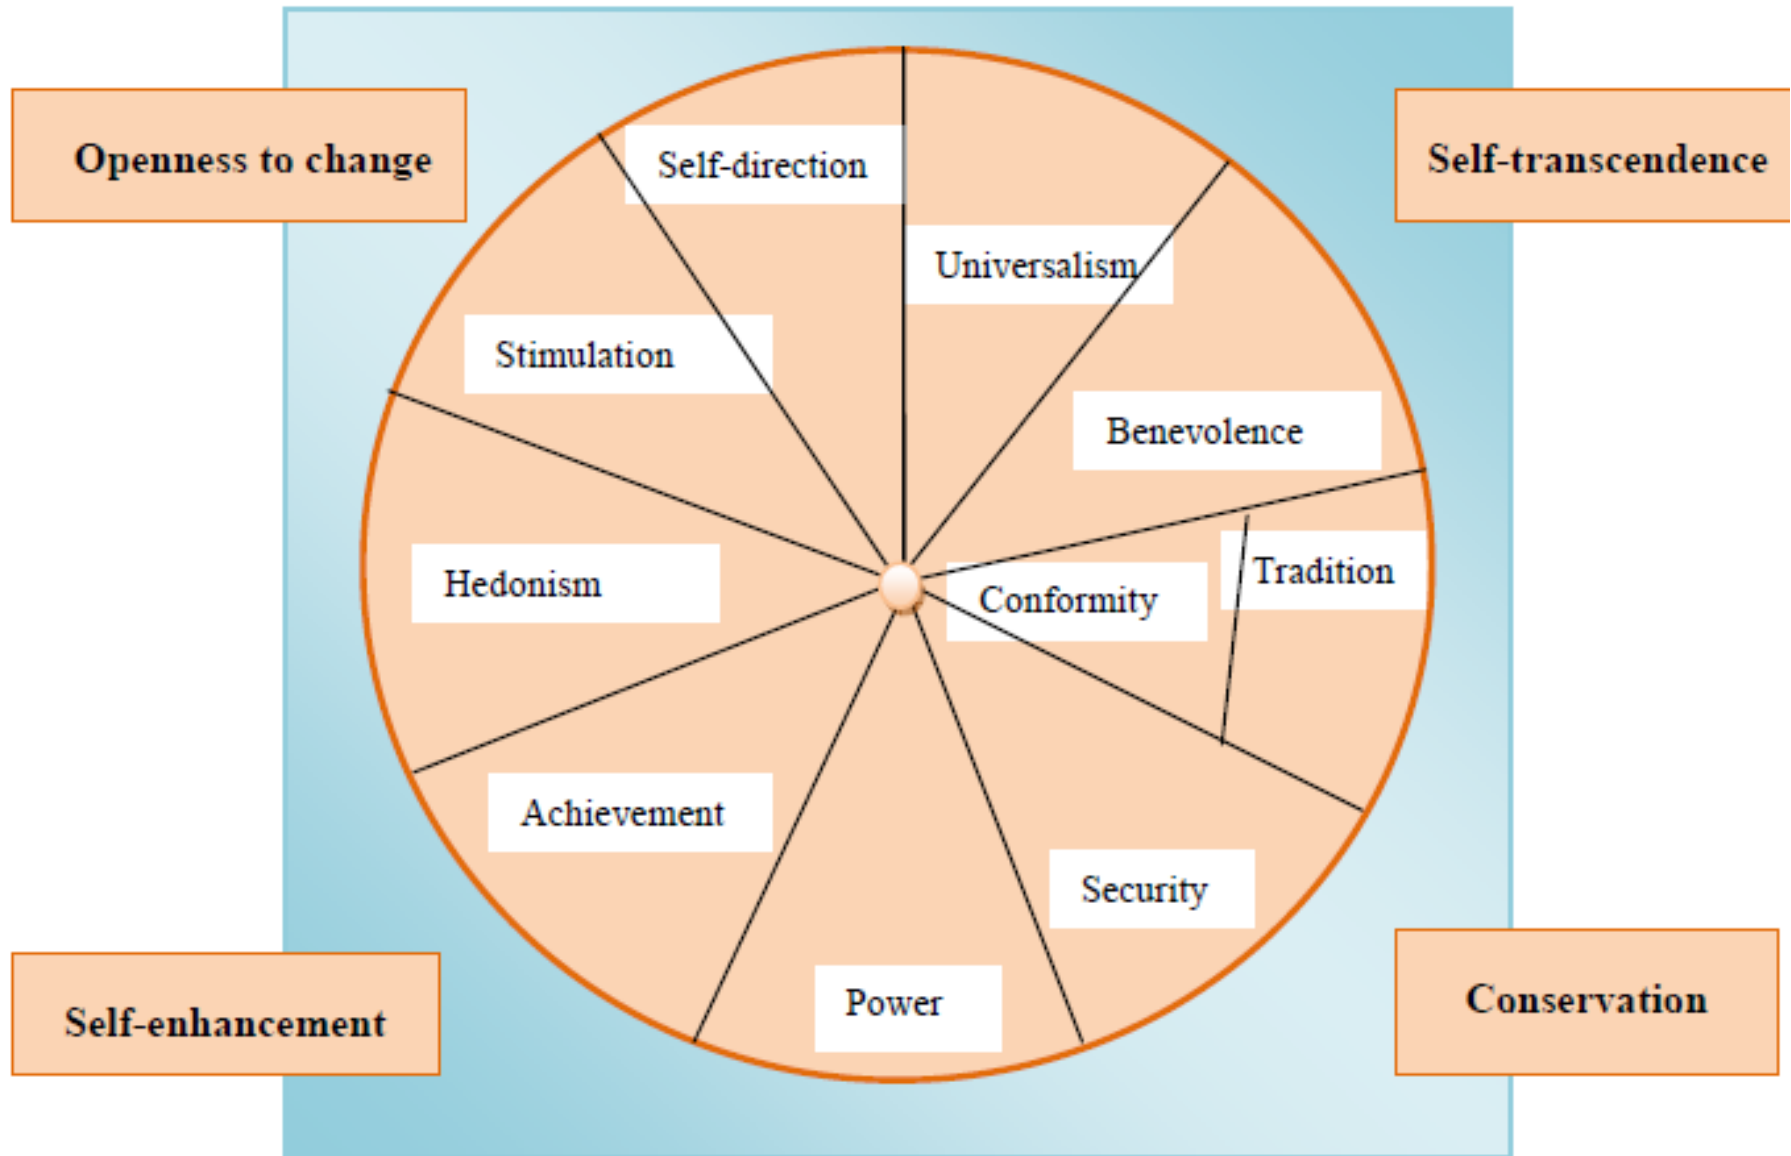 Openness to change
Self-transcendence
Self-direction
Universalism
Stimulation
Benevolence
Hedonism
Conformity
Tradition
Achievement
Security
Power
Self-enhancement
Conservation